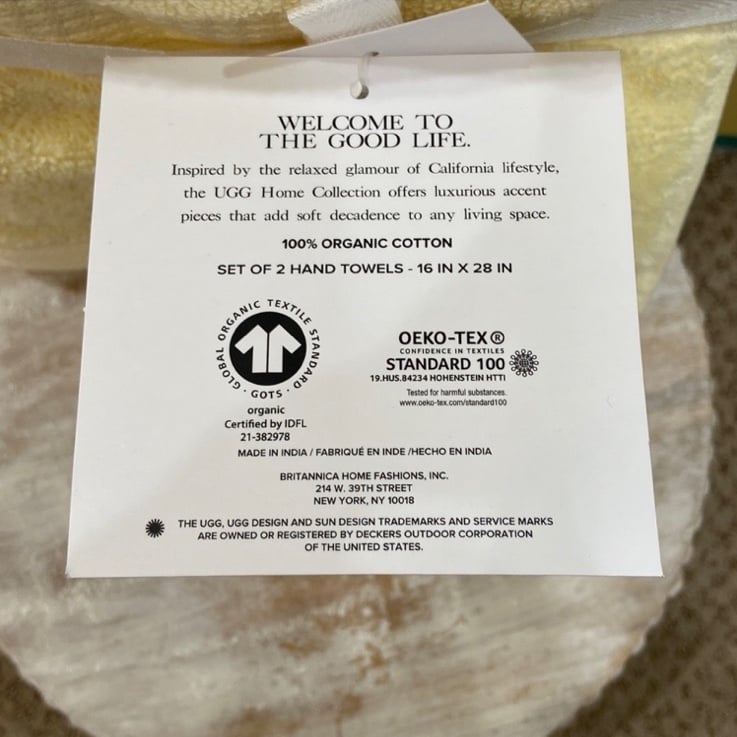 WELCOME TO
THE GOOD LIFE.
Inspired by the relaxed glamour of California lifestyle,
the UGG Home Collection offers luxurious accent
pieces that add soft decadence to any living space.
100% ORGANIC COTTON
SET OF 2 HAND TOWELS - 16 IN X 28 IN
GLOBAL ORGANIC TEXTILE STANDARD
· GOTS ·
organic
Certified by IDFL
21-382978
OEKO-TEX®
CONFIDENCE IN TEXTILES
STANDARD 100
19.HUS.84234 HOHENSTEIN HTTI
Tested for harmful substances.
www.oeko-tex.com/standard100
MADE IN INDIA / FABRIQUÉ EN INDE /HECHO EN INDIA
BRITANNICA HOME FASHIONS, INC.
214 W. 39TH STREET
NEW YORK, NY 10018
THE UGG, UGG DESIGN AND SUN DESIGN TRADEMARKS AND SERVICE MARKS
ARE OWNED OR REGISTERED BY DECKERS OUTDOOR CORPORATION
OF THE UNITED STATES.